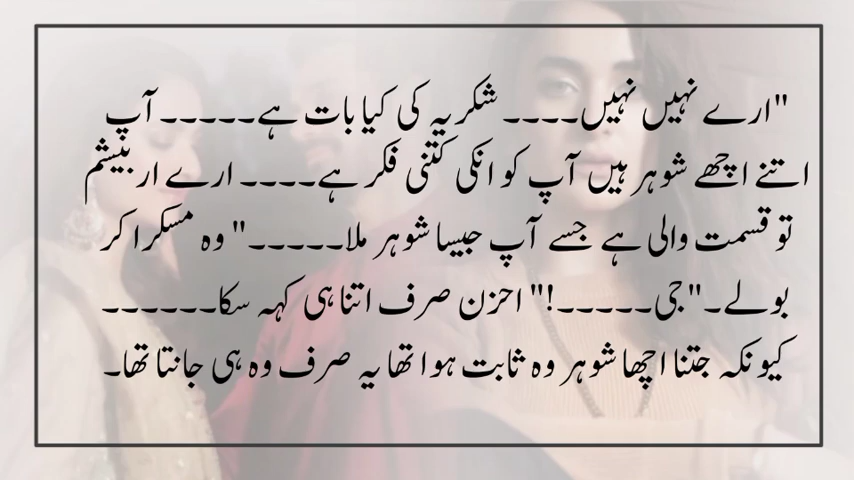 "ارے نہیں نہیں۔۔۔۔ شکریہ کی کیا بات ہے۔۔۔۔۔ آپ
اتنے اچھے شوہر ہیں آپ کو انکی کتنی فکر ہے۔۔۔۔ ارے اربیشم
تو قسمت والی ہے جسے آپ جیسا شوہر ملا۔۔۔۔۔" وہ مسکرا کر
بولے۔ "جی۔۔۔۔۔!" احزن صرف اتنا ہی کہہ سکا۔۔۔۔۔۔
کیونکہ جتنا اچھا شوہر وہ ثابت ہوا تھا یہ صرف وہ ہی جانتا تھا۔